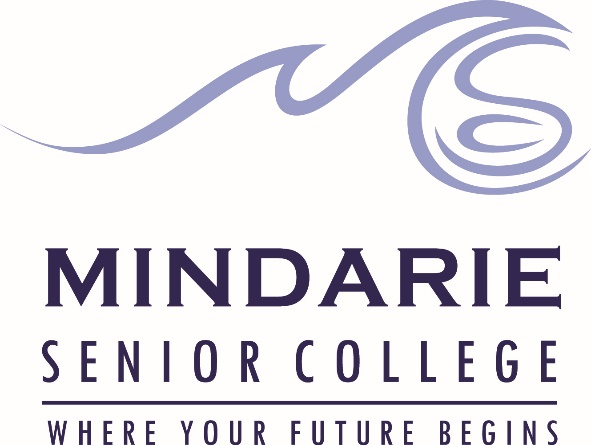 MINDARIE
SENIOR COLLEGE
WHERE YOUR FUTURE BEGINS